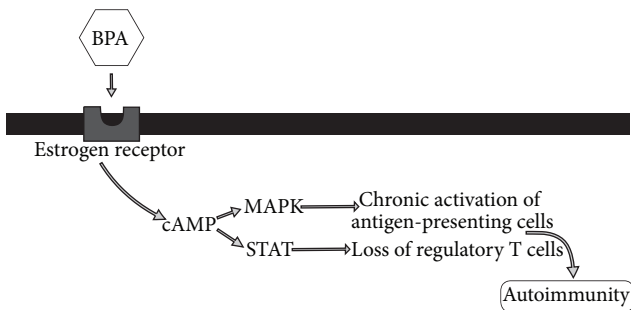 BPA
Estrogen receptor
cAMP
MAPK
Chronic activation of
antigen-presenting cells
STAT
Loss of regulatory T cells
Autoimmunity